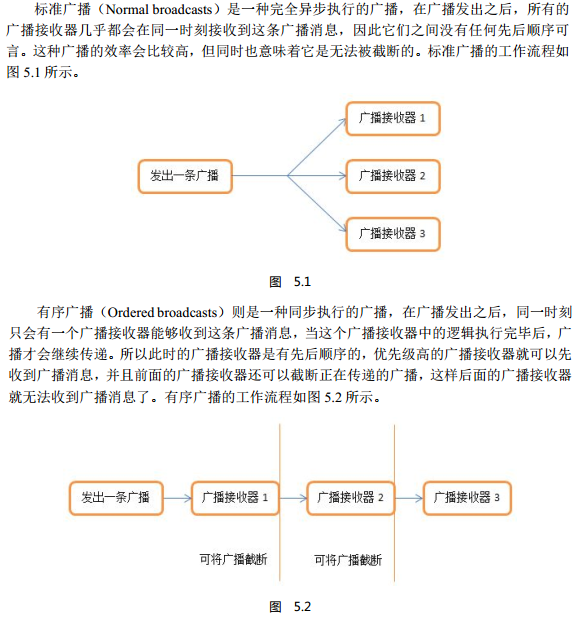 标准广播（Normal broadcasts）是一种完全异步执行的广播，在广播发出之后，所有的
广播接收器几乎都会在同一时刻接收到这条广播消息，因此它们之间没有任何先后顺序可
言。这种广播的效率会比较高，但同时也意味着它是无法被截断的。标准广播的工作流程如
图 5.1 所示。
广播接收器 1
发出一条广播
广播接收器 2
广播接收器 3
图 5.1
有序广播（Ordered broadcasts）则是一种同步执行的广播，在广播发出之后，同一时刻
只会有一个广播接收器能够收到这条广播消息，当这个广播接收器中的逻辑执行完毕后，广
播才会继续传递。所以此时的广播接收器是有先后顺序的，优先级高的广播接收器就可以先
收到广播消息，并且前面的广播接收器还可以截断正在传递的广播，这样后面的广播接收器
就无法收到广播消息了。有序广播的工作流程如图 5.2 所示。
发出一条广播
广播接收器 1
广播接收器 2
广播接收器 3
可将广播截断
可将广播截断
图 5.2